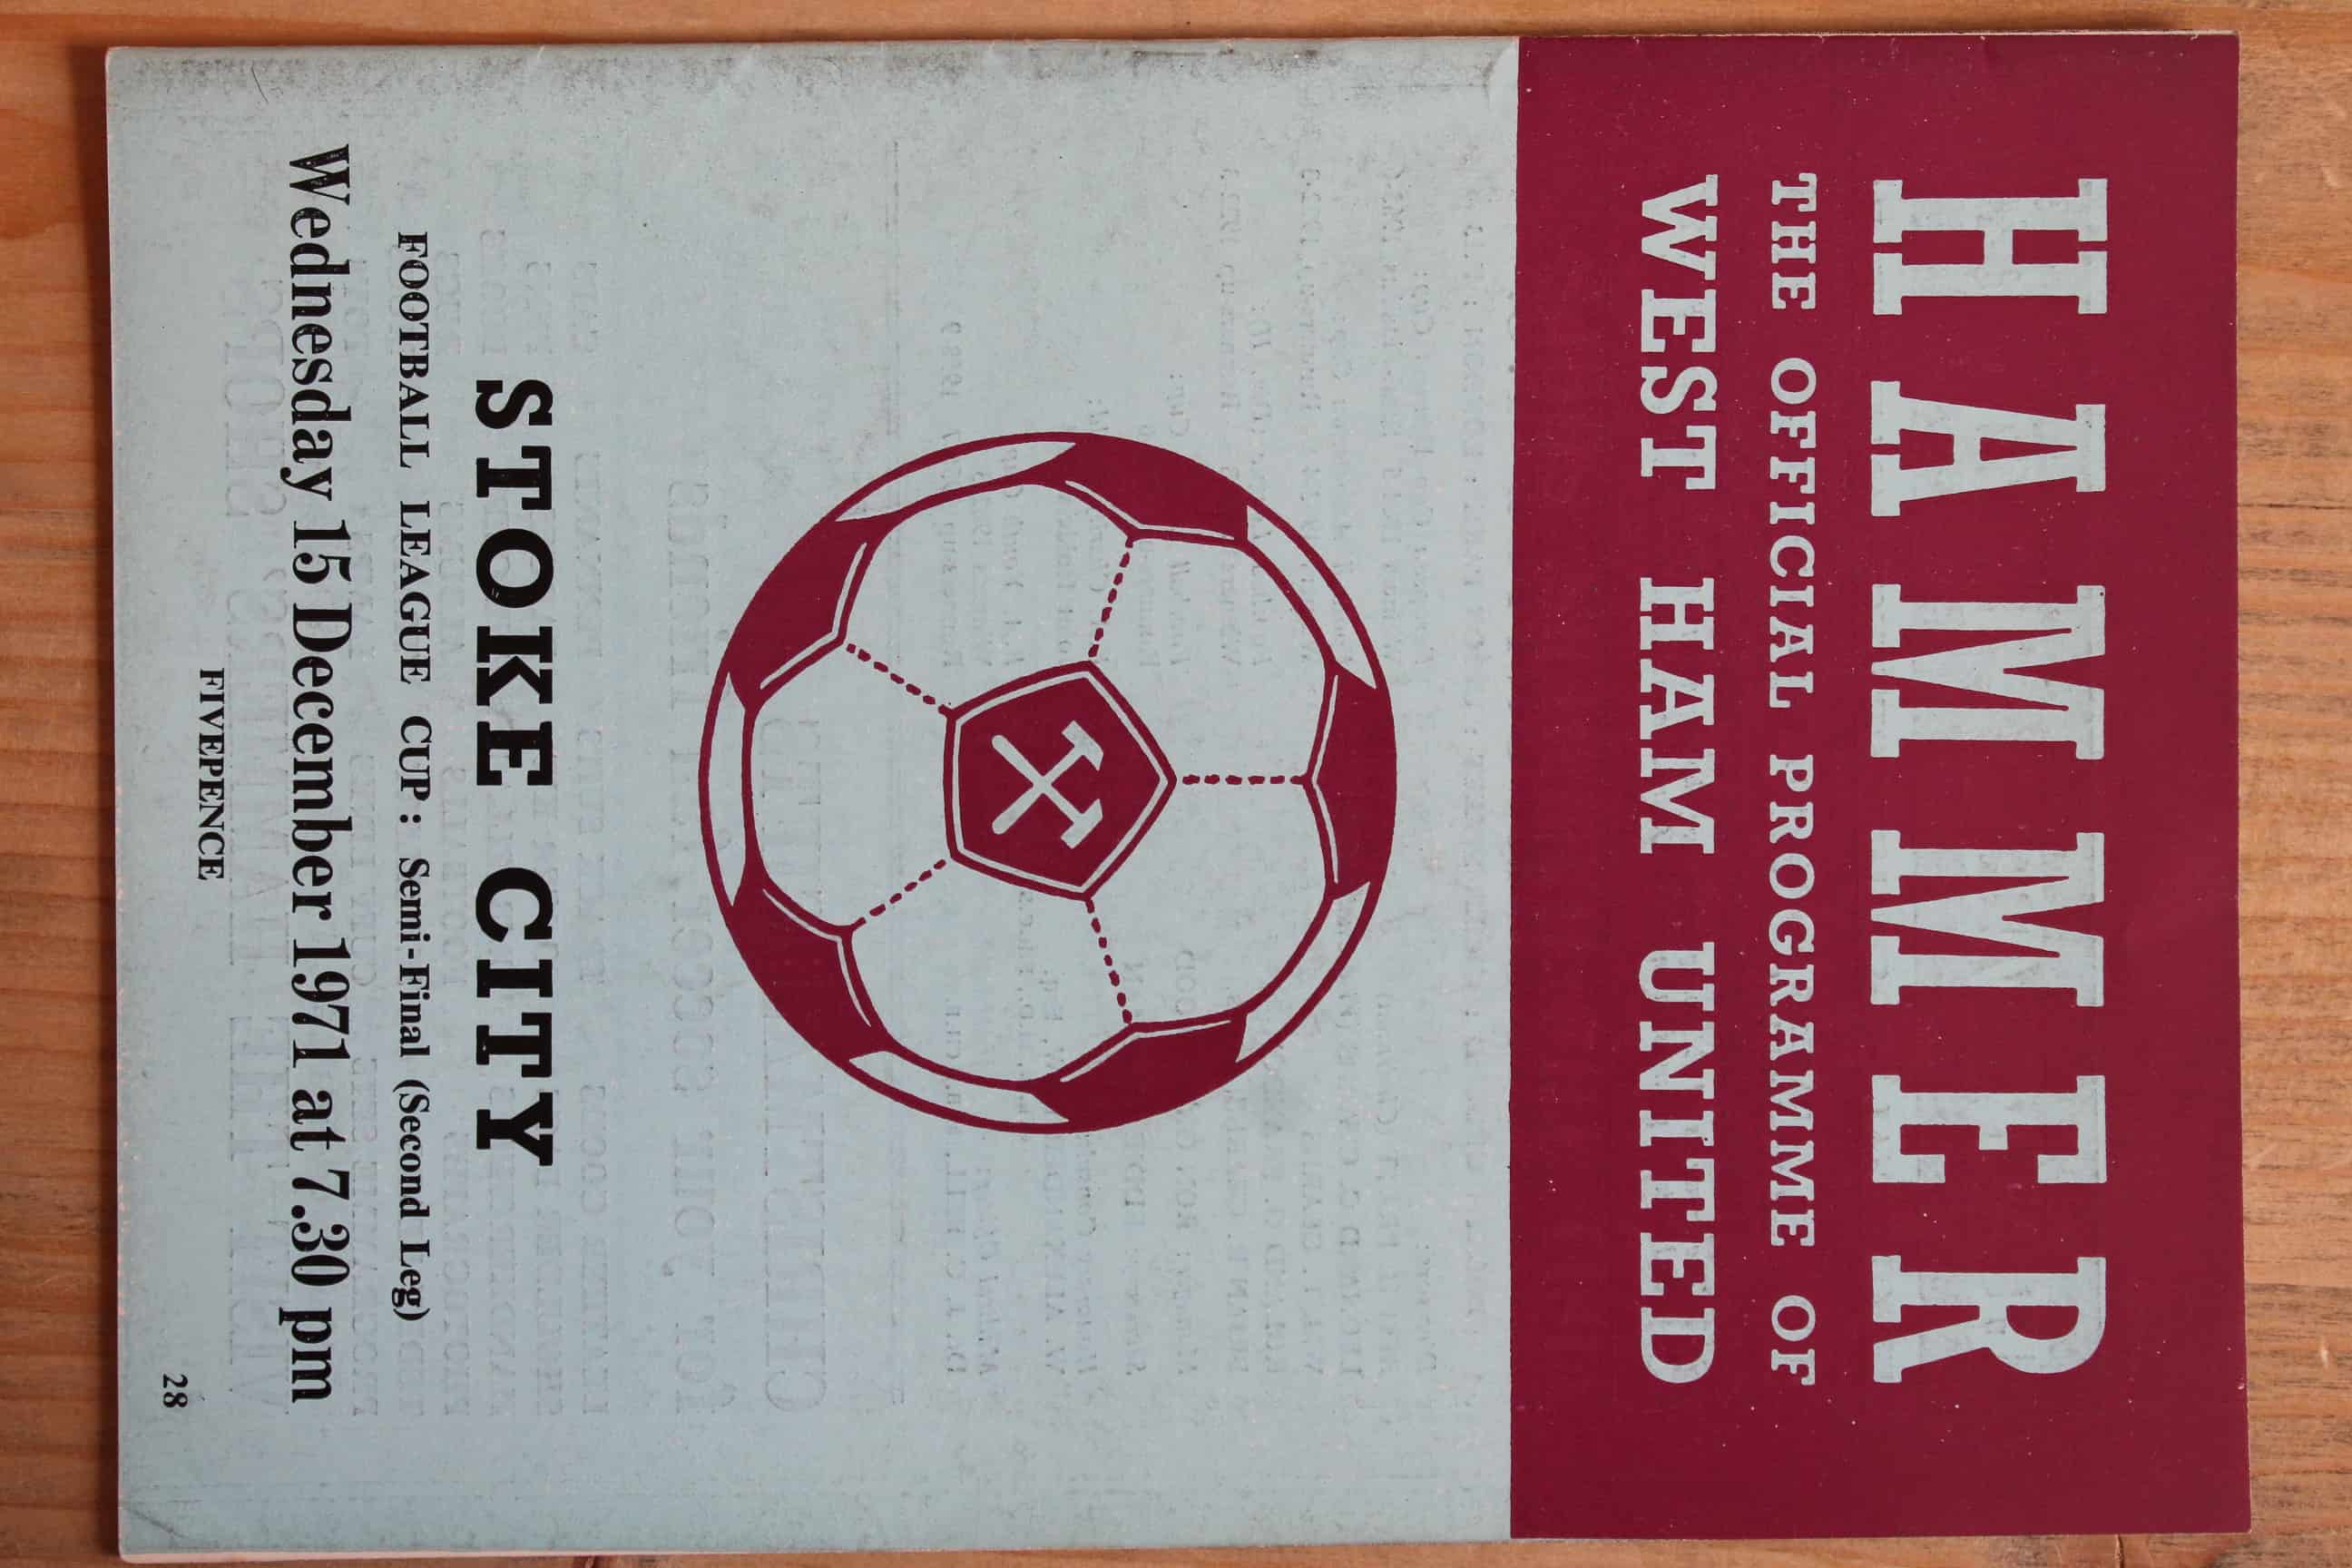 HAMMER
THE OFFICIAL PROGRAMME OF
WEST HAM UNITED
STOKE CITY
FOOTBALL LEAGUE CUP: Semi-Final (Second Leg)
Wednesday 15 December 1971 at 7.30 pm
FIVEPENCE
28